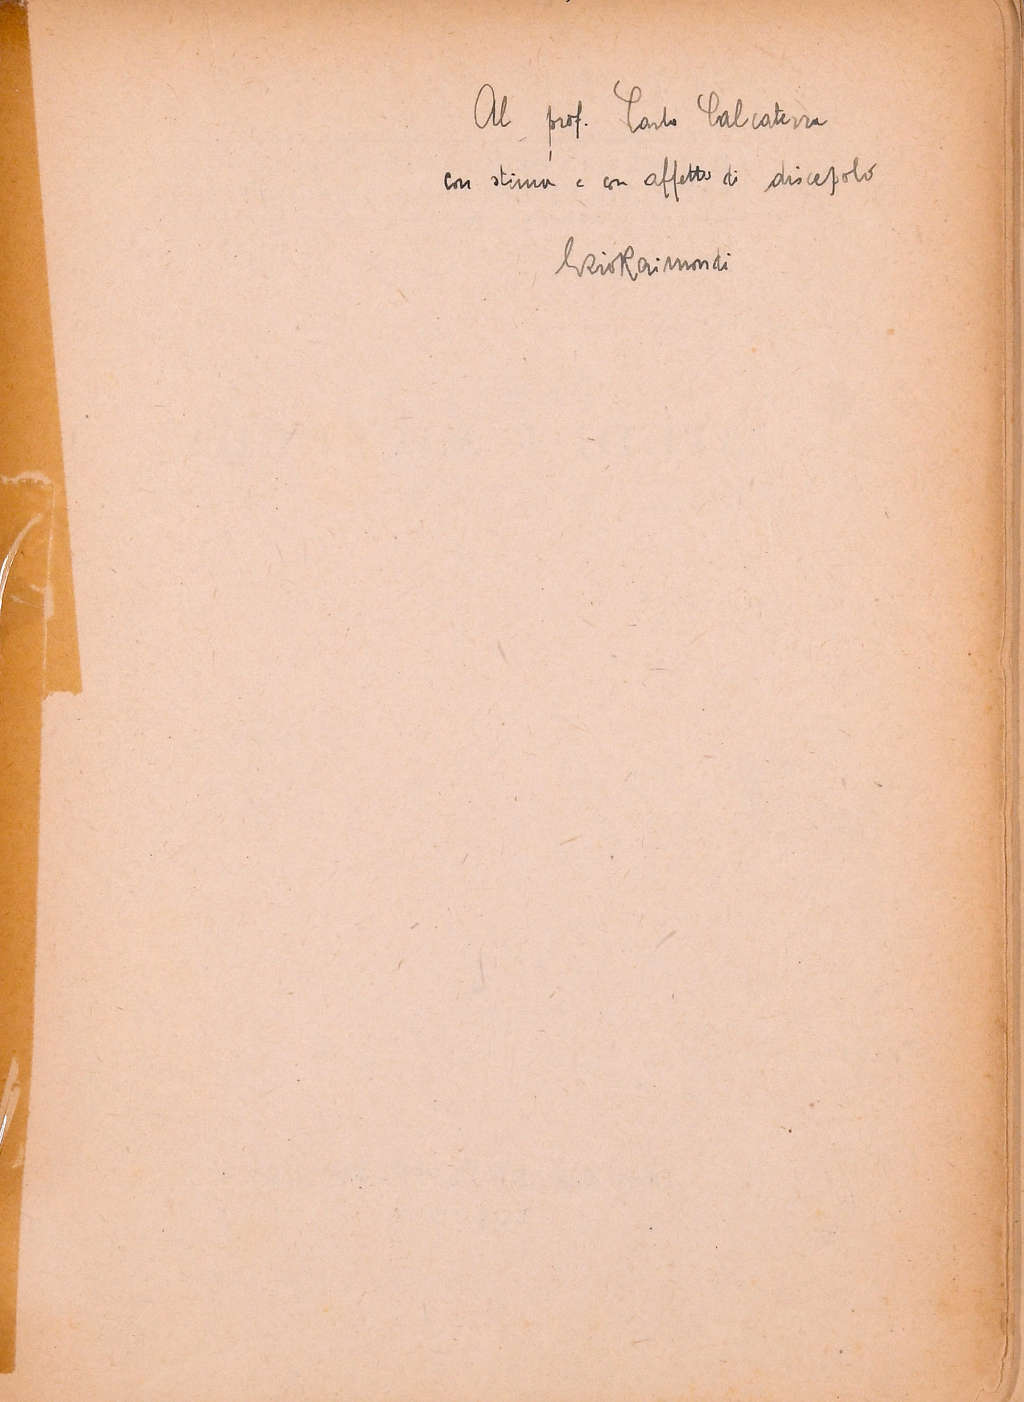 Al prof. Carlo Calcaterra
con stima e con affetto di discepolo
Ezio Raimondi